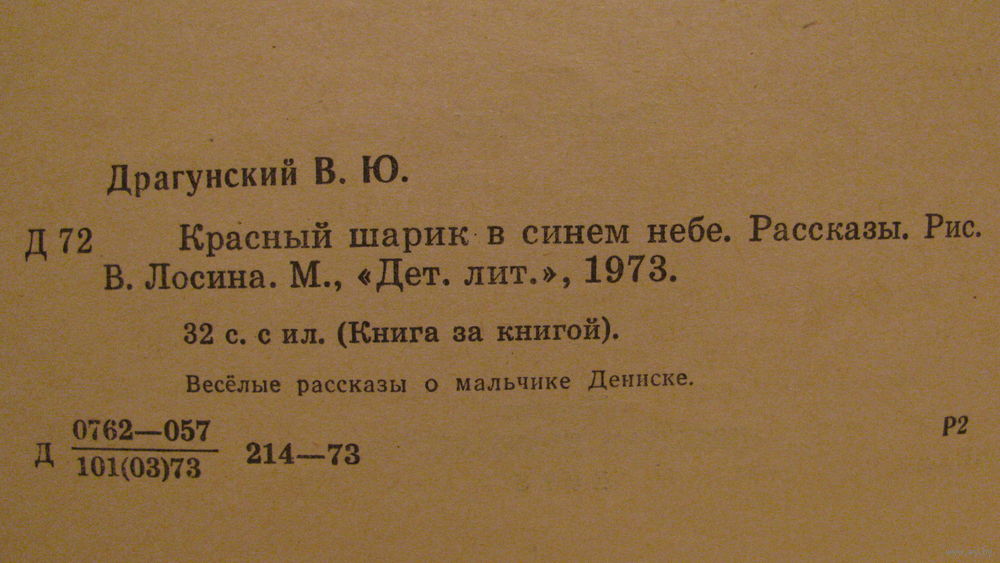 Драгунский В. Ю.
Д 72 Красный шарик в синем небе. Рассказы. Рис.
В. Лосина. М., «Дет. лит.», 1973.
32 с. с ил. (Книга за книгой).
Весёлые рассказы о мальчике Дениске.
Д 0762—057
101(03)73 214—73
Р2